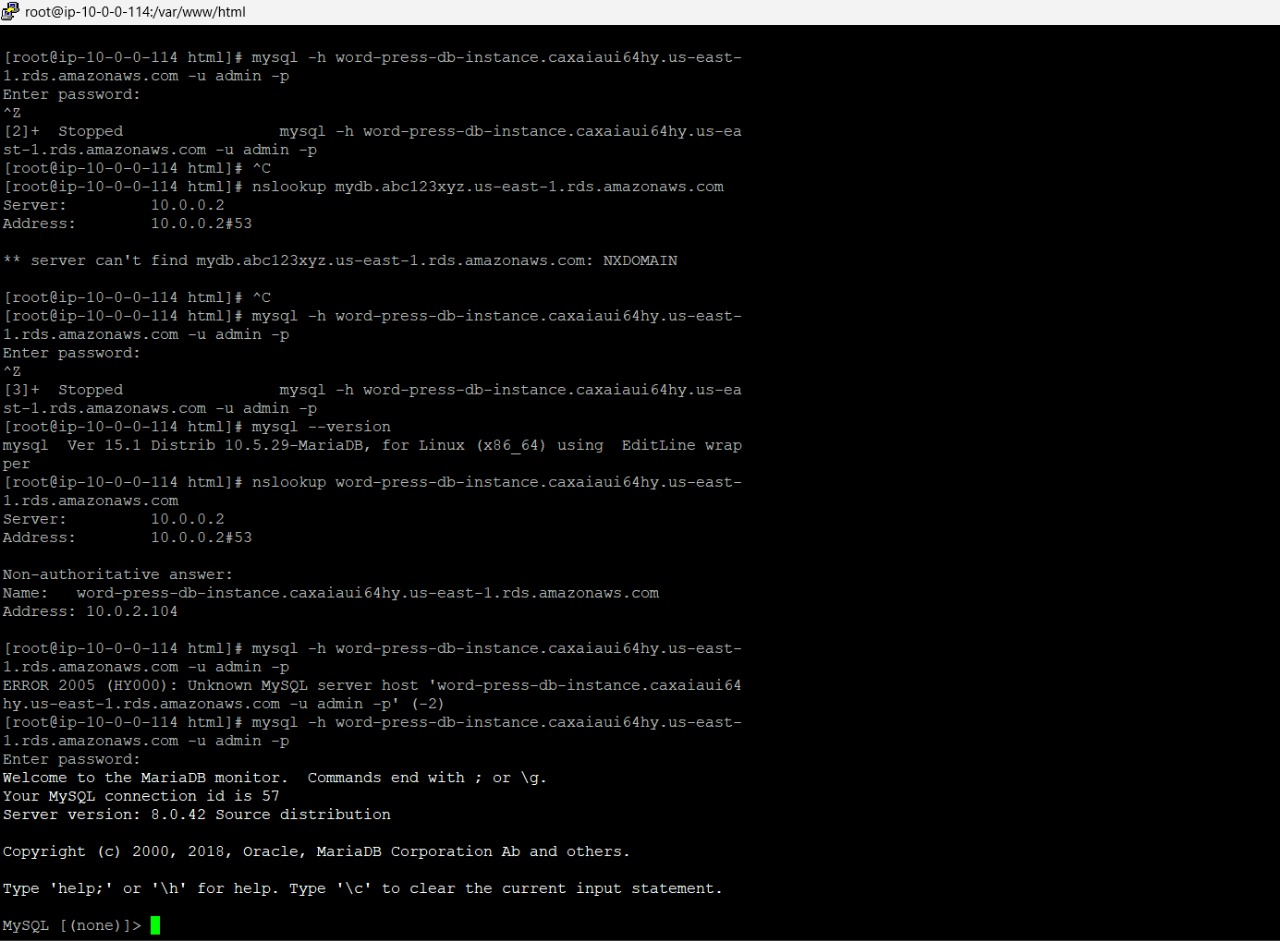 root@ip-10-0-0-114:/var/www/html
[root@ip-10-0-0-114 html]# mysql -h word-press-db-instance.caxaiaui64hy.us-east-
1.rds.amazonaws.com -u admin -p
Enter password:
^Z
[2]+  Stopped                 mysql -h word-press-db-instance.caxaiaui64hy.us-ea
st-1.rds.amazonaws.com -u admin -p
[root@ip-10-0-0-114 html]# ^C
[root@ip-10-0-0-114 html]# nslookup mydb.abc123xyz.us-east-1.rds.amazonaws.com
Server:         10.0.0.2
Address:        10.0.0.2#53
** server can't find mydb.abc123xyz.us-east-1.rds.amazonaws.com: NXDOMAIN
[root@ip-10-0-0-114 html]# ^C
[root@ip-10-0-0-114 html]# mysql -h word-press-db-instance.caxaiaui64hy.us-east-
1.rds.amazonaws.com -u admin -p
Enter password:
^Z
[3]+  Stopped                 mysql -h word-press-db-instance.caxaiaui64hy.us-ea
st-1.rds.amazonaws.com -u admin -p
[root@ip-10-0-0-114 html]# mysql --version
mysql  Ver 15.1 Distrib 10.5.29-MariaDB, for Linux (x86_64) using  EditLine wrap
per
[root@ip-10-0-0-114 html]# nslookup word-press-db-instance.caxaiaui64hy.us-east-
1.rds.amazonaws.com
Server:         10.0.0.2
Address:        10.0.0.2#53
Non-authoritative answer:
Name:   word-press-db-instance.caxaiaui64hy.us-east-1.rds.amazonaws.com
Address: 10.0.2.104
[root@ip-10-0-0-114 html]# mysql -h word-press-db-instance.caxaiaui64hy.us-east-
1.rds.amazonaws.com -u admin -p
ERROR 2005 (HY000): Unknown MySQL server host 'word-press-db-instance.caxaiaui64
hy.us-east-1.rds.amazonaws.com -u admin -p' (-2)
[root@ip-10-0-0-114 html]# mysql -h word-press-db-instance.caxaiaui64hy.us-east-
1.rds.amazonaws.com -u admin -p
Enter password:
Welcome to the MariaDB monitor.  Commands end with ; or \g.
Your MySQL connection id is 57
Server version: 8.0.42 Source distribution
Copyright (c) 2000, 2018, Oracle, MariaDB Corporation Ab and others.
Type 'help;' or '\h' for help. Type '\c' to clear the current input statement.
MySQL [(none)]>